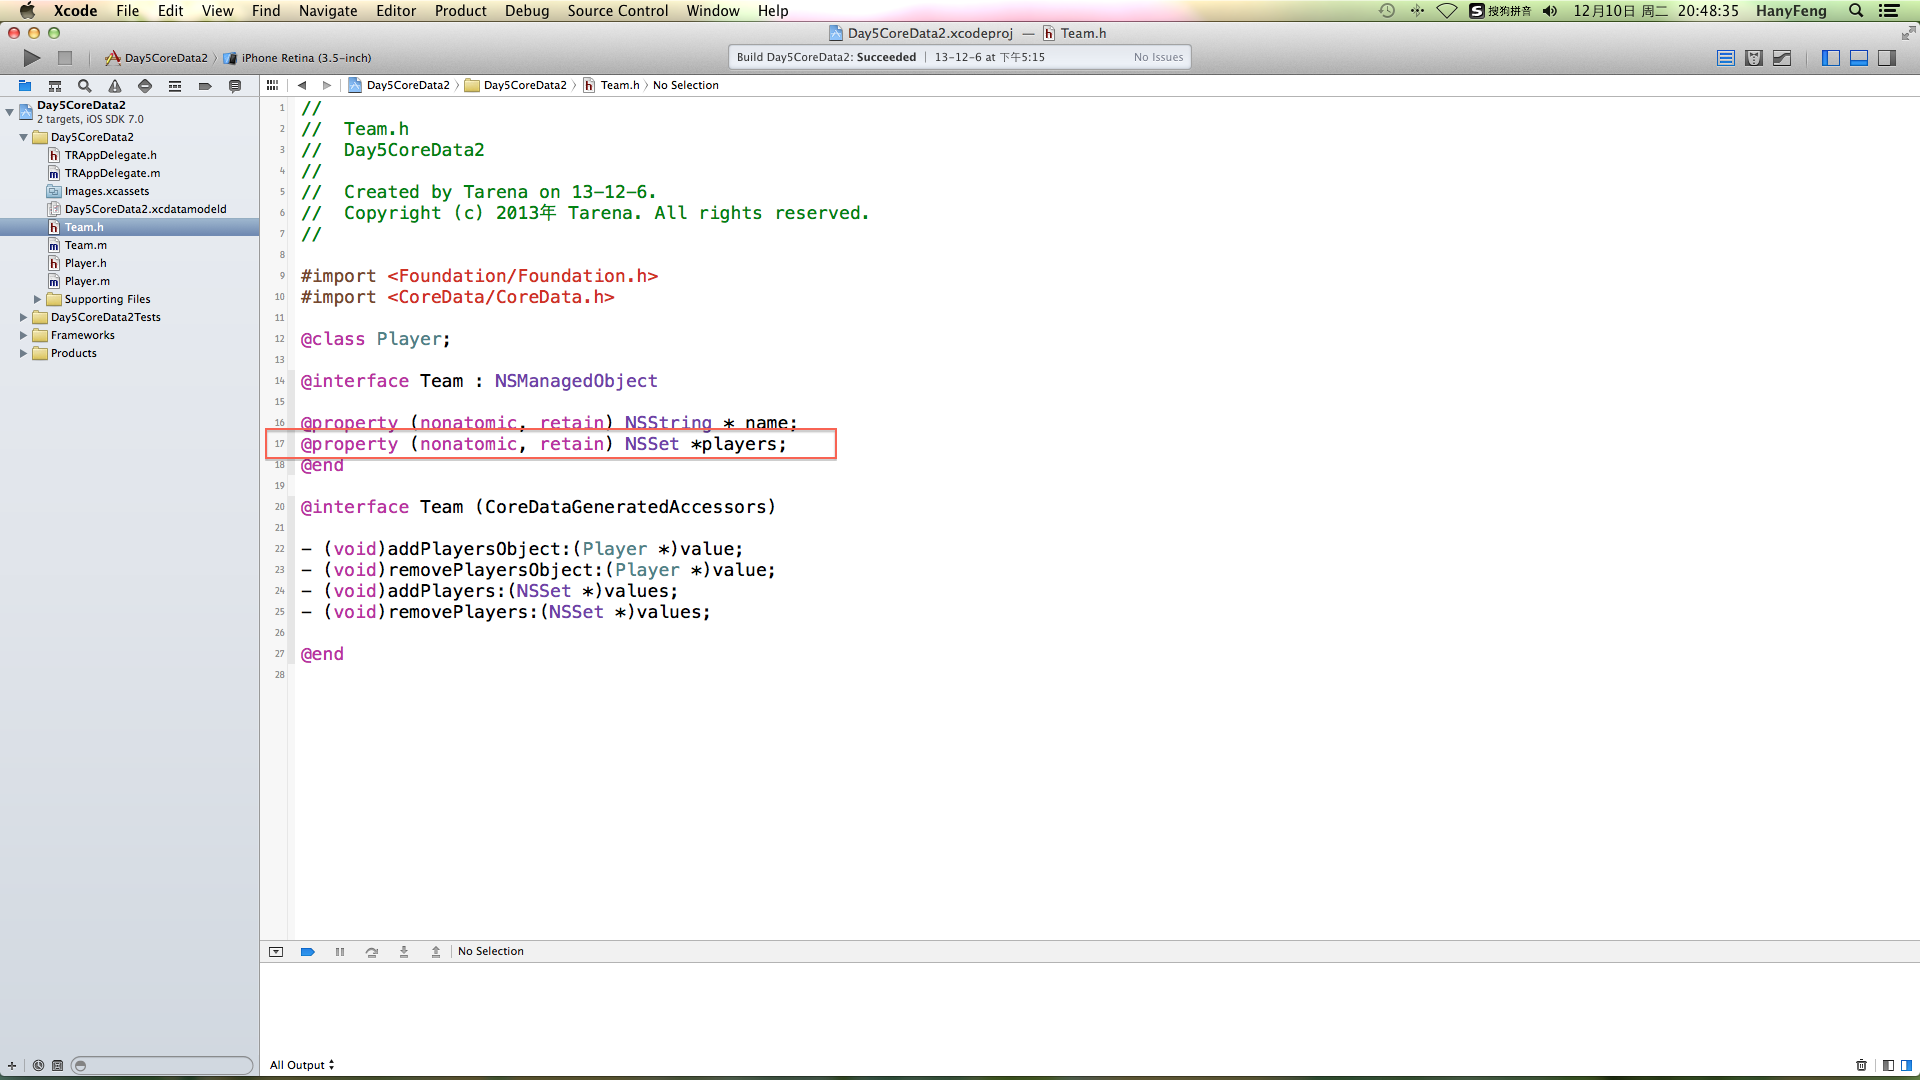 Xcode File Edit View Find Navigate Editor Product Debug Source Control Window Help S 搜狗拼音 12月10日 周二 20:48:35 HanyFeng
Day5CoreData2.xcodeproj — h Team.h
Day5CoreData2 › iPhone Retina (3.5-inch) Build Day5CoreData2: Succeeded | 13-12-6 at 下午5:15 No Issues
Day5CoreData2 › Day5CoreData2 › h Team.h › No Selection
Day5CoreData2
2 targets, iOS SDK 7.0
Day5CoreData2
h TRAppDelegate.h
m TRAppDelegate.m
Images.xcassets
Day5CoreData2.xcdatamodeld
h Team.h
m Team.m
h Player.h
m Player.m
Supporting Files
Day5CoreData2Tests
Frameworks
Products
1 //
2 // Team.h
3 // Day5CoreData2
4 //
5 // Created by Tarena on 13-12-6.
6 // Copyright (c) 2013年 Tarena. All rights reserved.
7 //
8
9 #import <Foundation/Foundation.h>
10 #import <CoreData/CoreData.h>
11
12 @class Player;
13
14 @interface Team : NSManagedObject
15
16 @property (nonatomic, retain) NSString * name;
17 @property (nonatomic, retain) NSSet *players;
18 @end
19
20 @interface Team (CoreDataGeneratedAccessors)
21
22 - (void)addPlayersObject:(Player *)value;
23 - (void)removePlayersObject:(Player *)value;
24 - (void)addPlayers:(NSSet *)values;
25 - (void)removePlayers:(NSSet *)values;
26
27 @end
28
No Selection
All Output